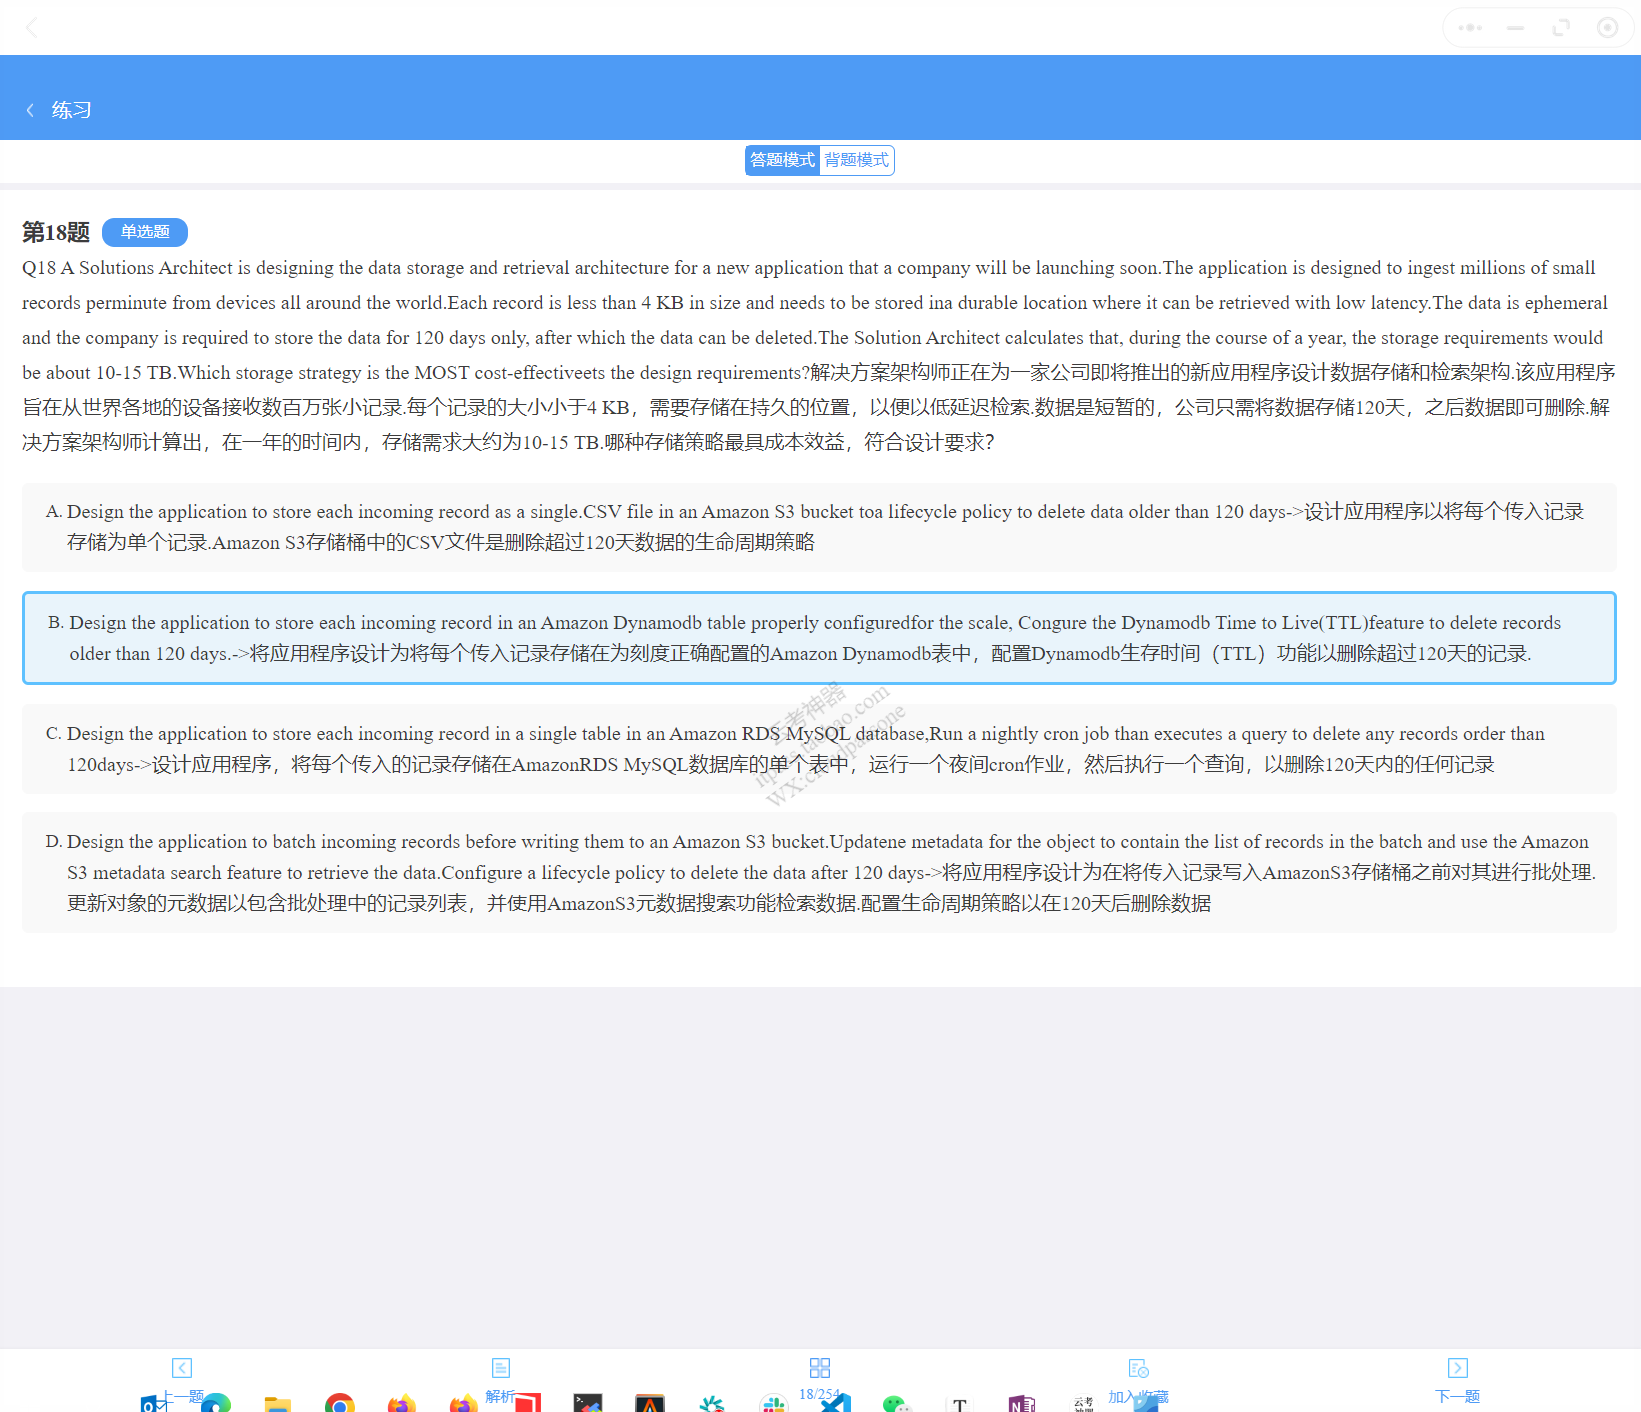 练习
答题模式 背题模式
第18题 单选题
Q18 A Solutions Architect is designing the data storage and retrieval architecture for a new application that a company will be launching soon.The application is designed to ingest millions of small
records perminute from devices all around the world.Each record is less than 4 KB in size and needs to be stored ina durable location where it can be retrieved with low latency.The data is ephemeral
and the company is required to store the data for 120 days only, after which the data can be deleted.The Solution Architect calculates that, during the course of a year, the storage requirements would
be about 10-15 TB.Which storage strategy is the MOST cost-effectiveets the design requirements?解决方案架构师正在为一家公司即将推出的新应用程序设计数据存储和检索架构.该应用程序
旨在从世界各地的设备接收数百万张小记录.每个记录的大小小于4 KB，需要存储在持久的位置，以便以低延迟检索.数据是短暂的，公司只需将数据存储120天，之后数据即可删除.解
决方案架构师计算出，在一年的时间内，存储需求大约为10-15 TB.哪种存储策略最具成本效益，符合设计要求？
A. Design the application to store each incoming record as a single.CSV file in an Amazon S3 bucket toa lifecycle policy to delete data older than 120 days->设计应用程序以将每个传入记录
存储为单个记录.Amazon S3存储桶中的CSV文件是删除超过120天数据的生命周期策略
B. Design the application to store each incoming record in an Amazon Dynamodb table properly configuredfor the scale, Congure the Dynamodb Time to Live(TTL)feature to delete records
older than 120 days.->将应用程序设计为将每个传入记录存储在为刻度正确配置的Amazon Dynamodb表中，配置Dynamodb生存时间（TTL）功能以删除超过120天的记录.
C. Design the application to store each incoming record in a single table in an Amazon RDS MySQL database,Run a nightly cron job than executes a query to delete any records order than
120days->设计应用程序，将每个传入的记录存储在AmazonRDS MySQL数据库的单个表中，运行一个夜间cron作业，然后执行一个查询，以删除120天内的任何记录
D. Design the application to batch incoming records before writing them to an Amazon S3 bucket.Updatene metadata for the object to contain the list of records in the batch and use the Amazon
S3 metadata search feature to retrieve the data.Configure a lifecycle policy to delete the data after 120 days->将应用程序设计为在将传入记录写入AmazonS3存储桶之前对其进行批处理.
更新对象的元数据以包含批处理中的记录列表，并使用AmazonS3元数据搜索功能检索数据.配置生命周期策略以在120天后删除数据
上一题 解析 18/254 加入收藏 下一题
云考